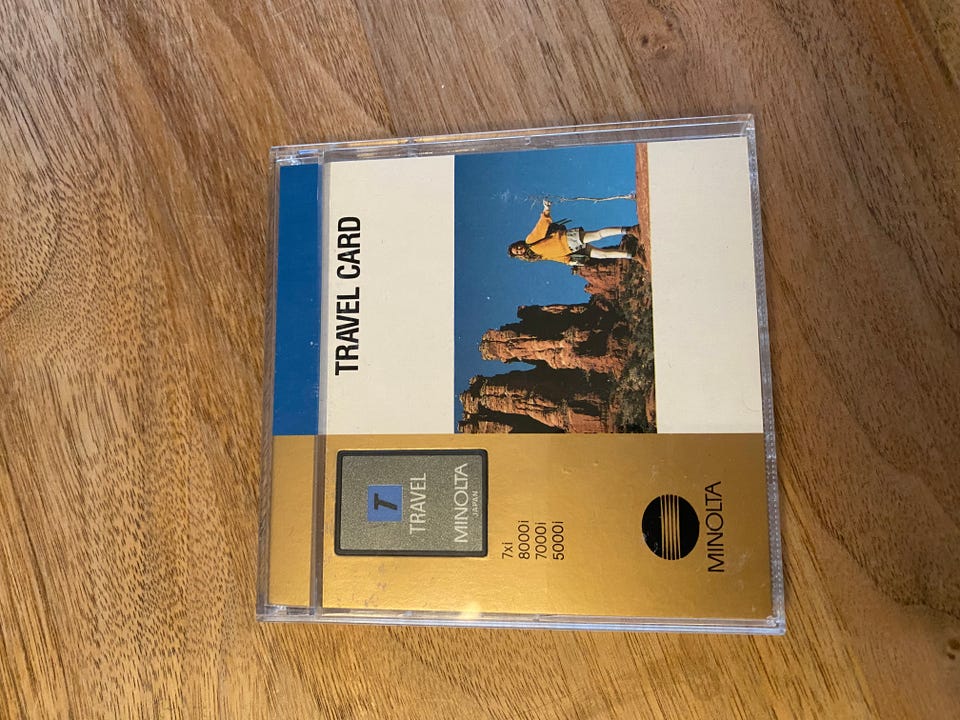 TRAVEL CARD
T
TRAVEL
MINOLTA
JAPAN
7xi
8000i
7000i
5000i
MINOLTA